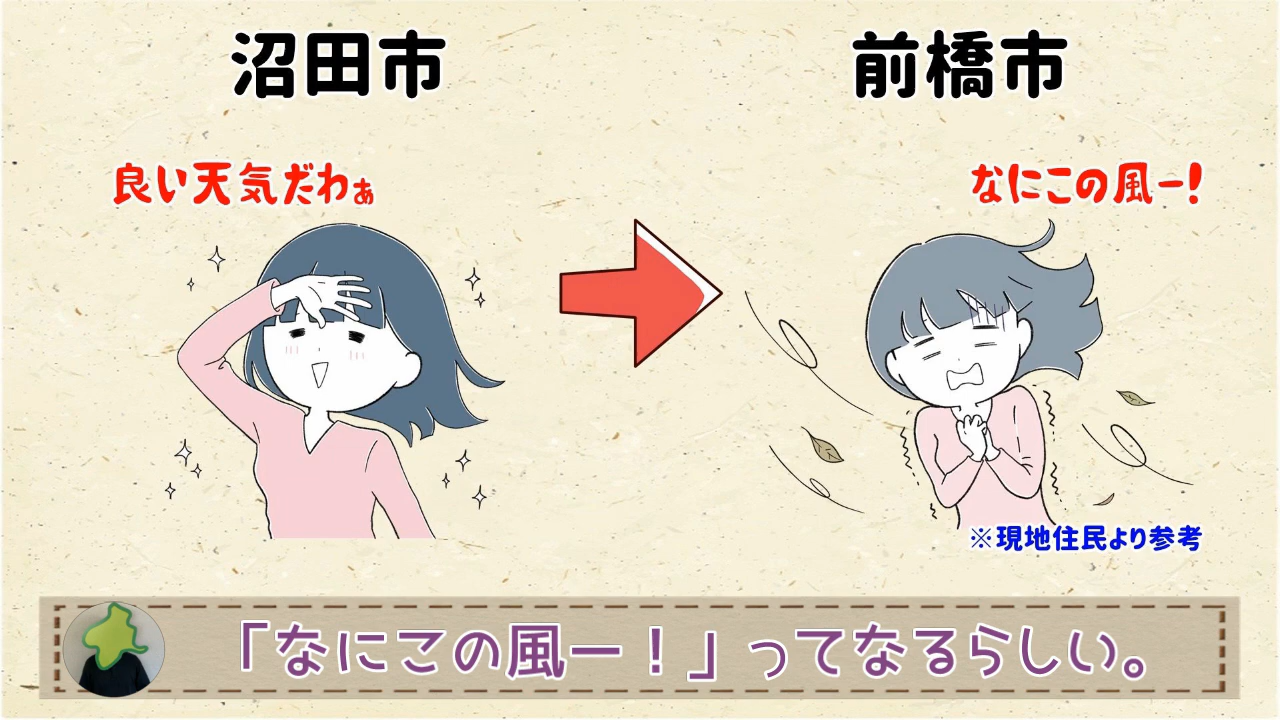 沼田市
前橋市
良い天気だわぁ
なにこの風ー!
※現地住民より参考
「なにこの風ー!」ってなるらしい。